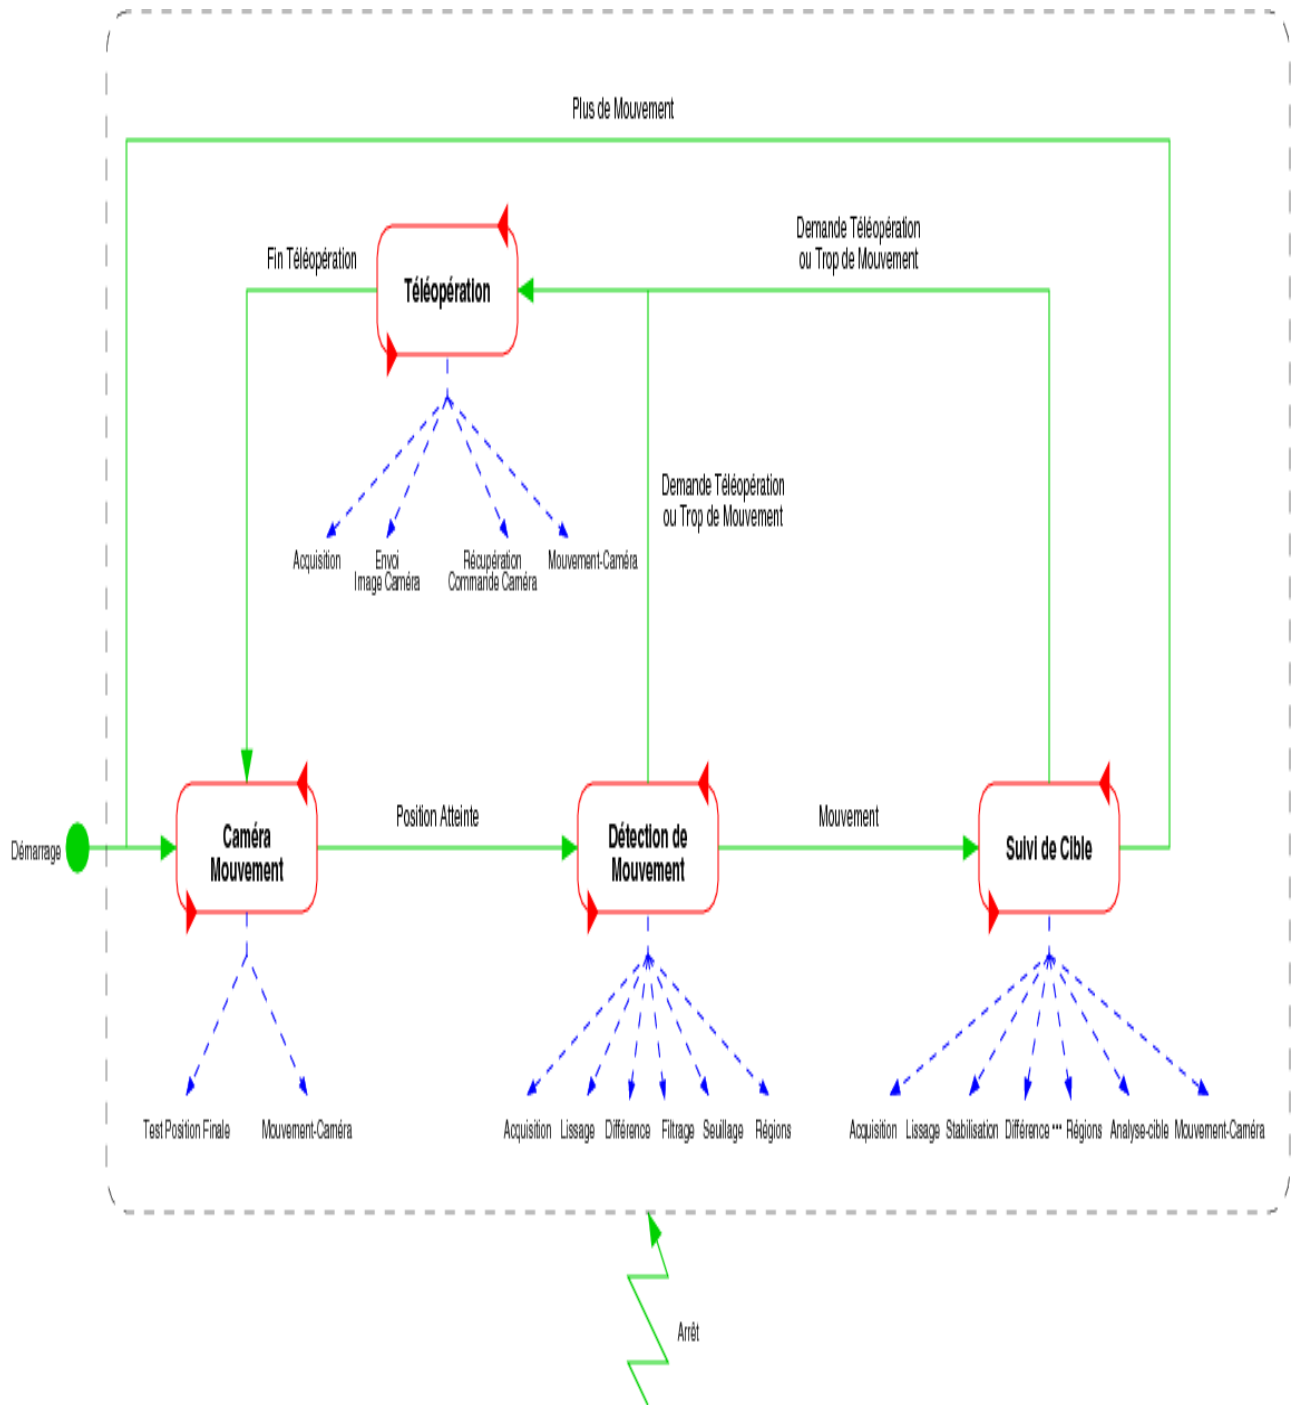 Plus de Mouvement
Demande Téléopération
ou Trop de Mouvement
Fin Téléopération
Téléopération
Demande Téléopération
ou Trop de Mouvement
Acquisition
Envoi
Image Caméra
Récupération
Commande Caméra
Mouvement-Caméra
Démarrage
Caméra
Mouvement
Position Atteinte
Détection de
Mouvement
Mouvement
Suivi de Cible
Test Position Finale
Mouvement-Caméra
Acquisition
Lissage
Différence
Filtrage
Seuillage
Régions
Acquisition
Lissage
Stabilisation
Différence ... Régions
Analyse-cible
Mouvement-Caméra
Arrêt